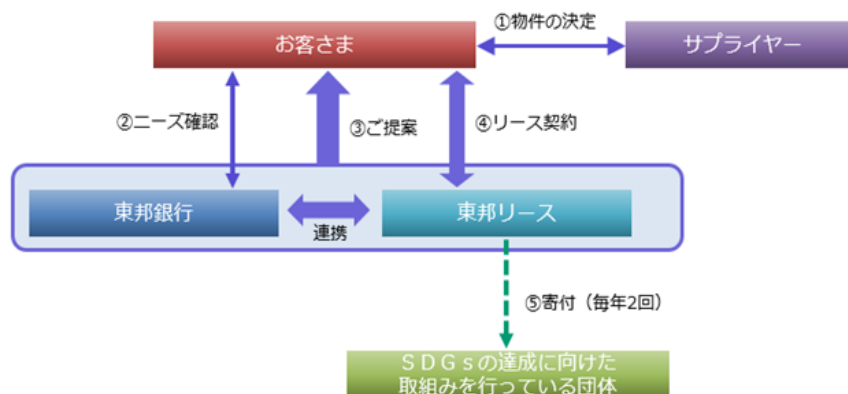 ①物件の決定
お客さま
サプライヤー
②ニーズ確認
③ご提案
④リース契約
東邦銀行
連携
東邦リース
⑤寄付（毎年2回）
ＳＤＧｓの達成に向けた
取組みを行っている団体